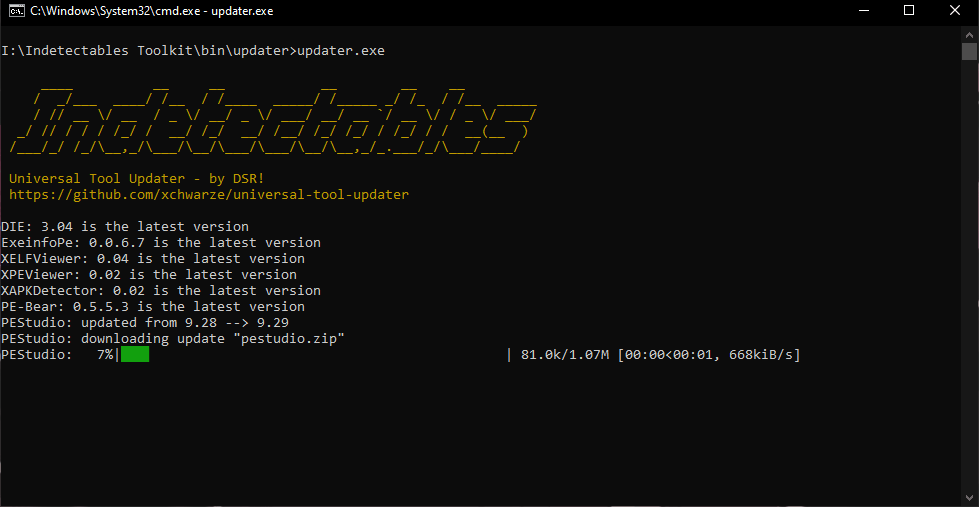 C:\Windows\System32\cmd.exe - updater.exe
I:\Indetectables Toolkit\bin\updater>updater.exe
Indetectables
Universal Tool Updater - by DSR!
https://github.com/xchwarze/universal-tool-updater
DIE: 3.04 is the latest version
ExeinfoPe: 0.0.6.7 is the latest version
XELFViewer: 0.04 is the latest version
XPEViewer: 0.02 is the latest version
XAPKDetector: 0.02 is the latest version
PE-Bear: 0.5.5.3 is the latest version
PEStudio: updated from 9.28 --> 9.29
PEStudio: downloading update "pestudio.zip"
PEStudio:   7%|    | 81.0k/1.07M [00:00<00:01, 668kiB/s]